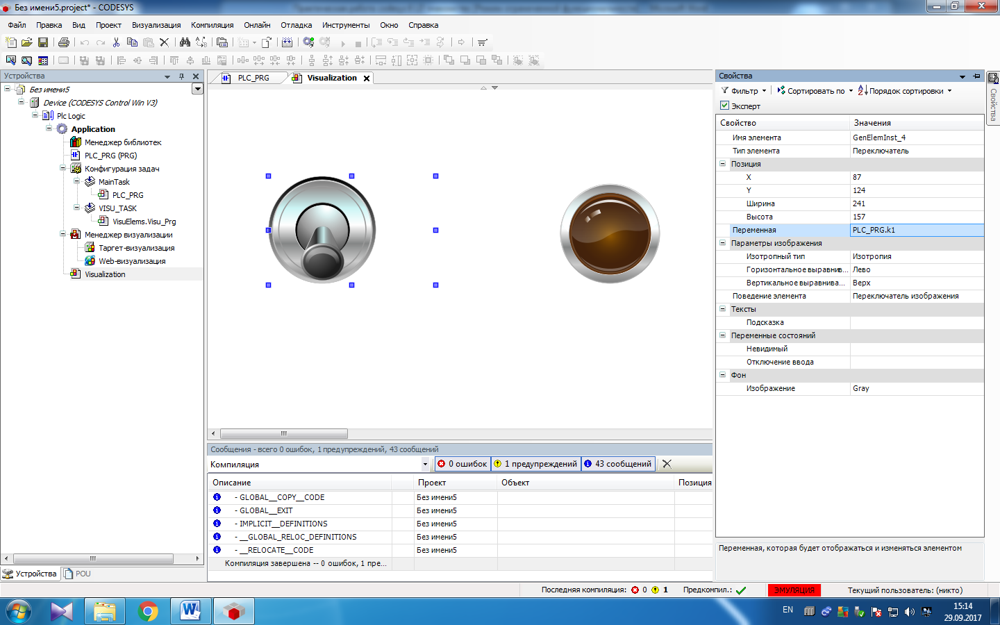 Без имени5.project* - CODESYS
Файл Правка Вид Проект Визуализация Компиляция Онлайн Отладка Инструменты Окно Справка
Устройства
Без имени5
Device (CODESYS Control Win V3)
Plc Logic
Application
Менеджер библиотек
PLC_PRG (PRG)
Конфигурация задач
MainTask
PLC_PRG
VISU_TASK
VisuElems.Visu_Prg
Менеджер визуализации
Таргет-визуализация
Web-визуализация
Visualization
Устройства POU
PLC_PRG Visualization
Сообщения - всего 0 ошибок, 1 предупреждений, 43 сообщений
Компиляция 0 ошибок 1 предупреждений 43 сообщений
Описание Проект Объект Позиция
- GLOBAL__COPY__CODE Без имени5
- GLOBAL__EXIT Без имени5
- IMPLICIT__DEFINITIONS Без имени5
- __GLOBAL_RELOC_DEFINITIONS Без имени5
- __RELOCATE__CODE Без имени5
Компиляция завершена -- 0 ошибок, 1 пре...
Свойства
Фильтр Сортировать по Порядок сортировки
Эксперт
Свойство Значения
Имя элемента GenElemInst_4
Тип элемента Переключатель
Позиция
X 87
Y 124
Ширина 241
Высота 157
Переменная PLC_PRG.k1
Параметры изображения
Изотропный тип Изотропия
Горизонтальное выравнив... Лево
Вертикальное выравнива... Верх
Поведение элемента Переключатель изображения
Тексты
Подсказка
Переменные состояний
Невидимый
Отключение ввода
Фон
Изображение Gray
Переменная, которая будет отображаться и изменяться элементом
Свойства
Последняя компиляция: 0 1 Предкомпил.: ЭМУЛЯЦИЯ Текущий пользователь: (никто)
EN 15:14
29.09.2017